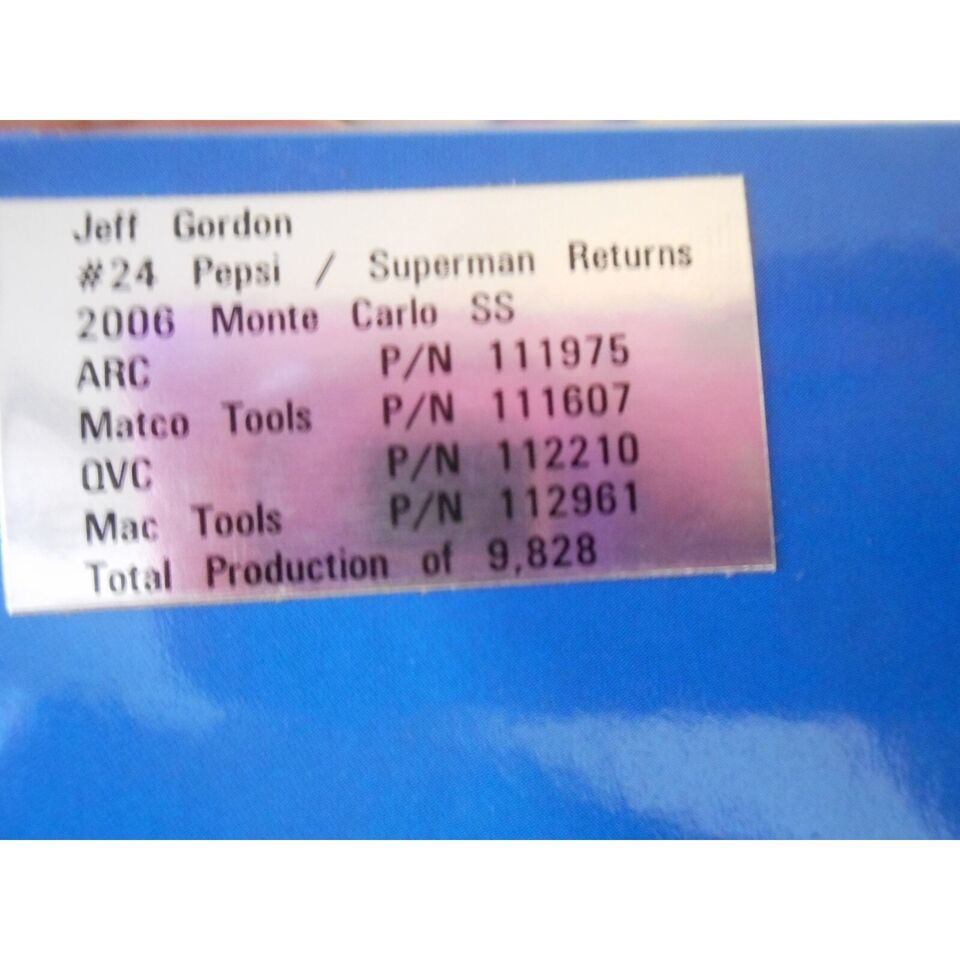 Jeff Gordon
#24 Pepsi / Superman Returns
2006 Monte Carlo SS
ARC P/N 111975
Matco Tools P/N 111607
QVC P/N 112210
Mac Tools P/N 112961
Total Production of 9,828